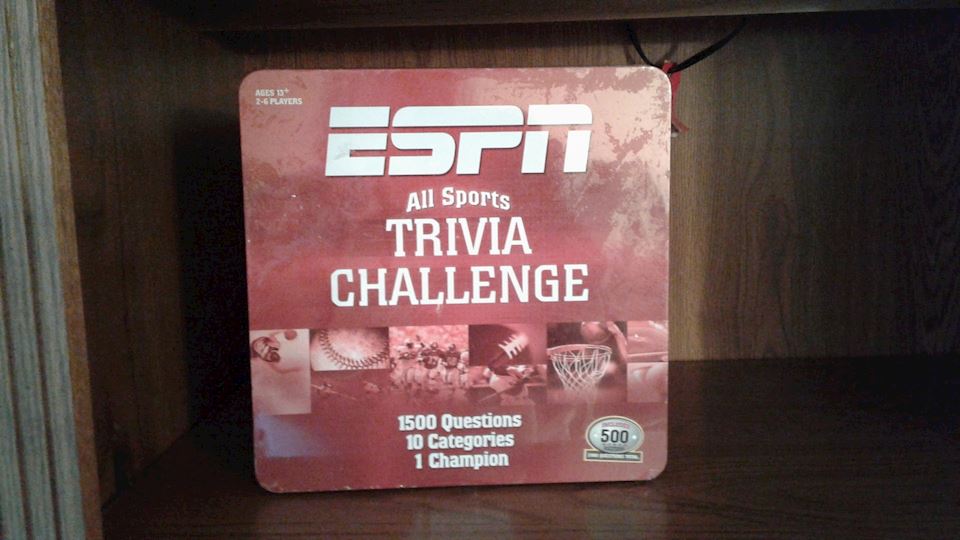 AGES 13+
2-6 PLAYERS
ESPN
All Sports
TRIVIA
CHALLENGE
1500 Questions
10 Categories
1 Champion
500